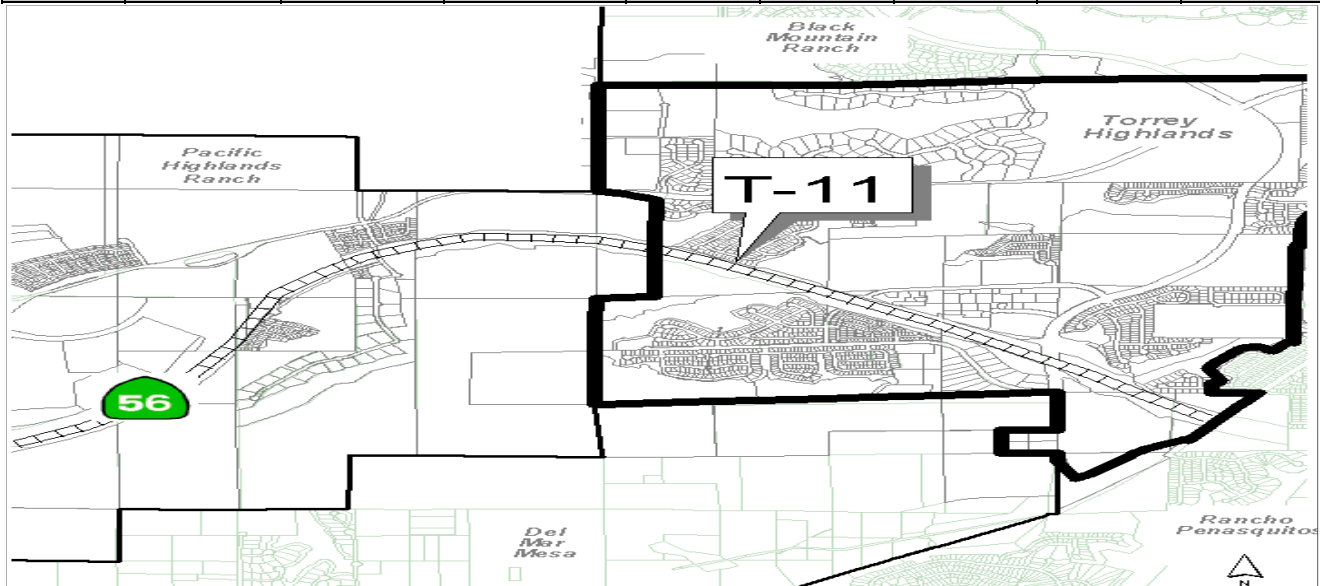 Black
Mountain
Ranch
Torrey
Highlands
Pacific
Highlands
Ranch
T-11
56
Del
Mar
Mesa
Rancho
Penasquitos
N